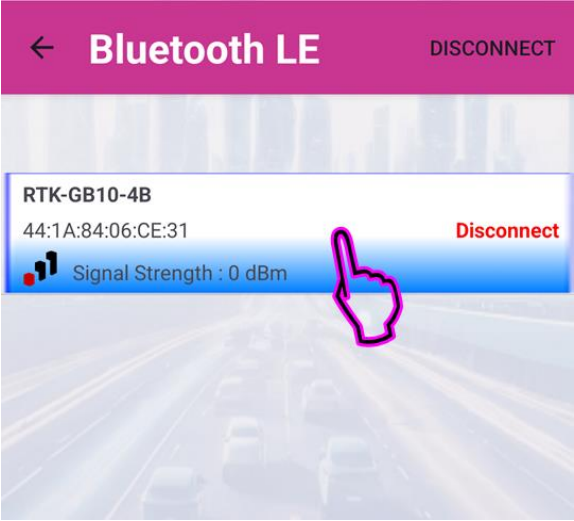 Bluetooth LE
DISCONNECT
RTK-GB10-4B
44:1A:84:06:CE:31
Disconnect
Signal Strength : 0 dBm